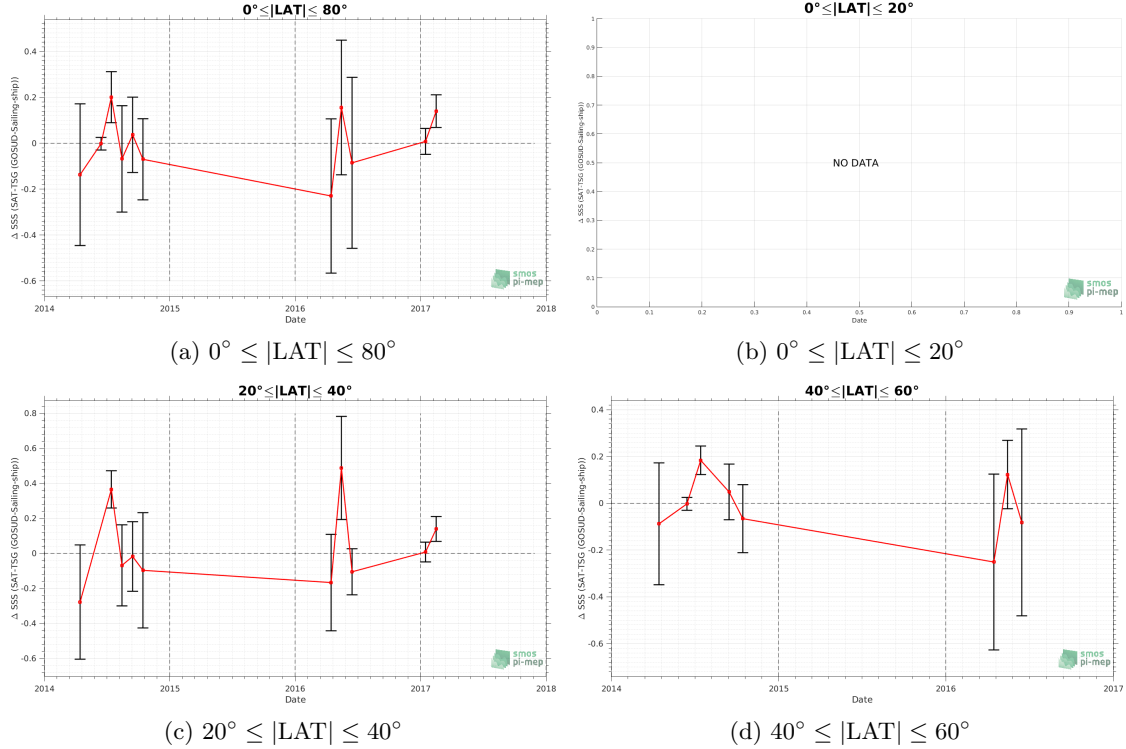 0°≤|LAT|≤ 80°
Δ SSS (SAT-TSG (GOSUD-Sailing-ship))
0.4
0.2
0
-0.2
-0.4
-0.6
2014 2015 2016 2017 2018
Date
smos
pi-mep
(a) 0° ≤ |LAT| ≤ 80°
0°≤|LAT|≤ 20°
Δ SSS (SAT-TSG (GOSUD-Sailing-ship))
1
0.9
0.8
0.7
0.6
0.5
0.4
0.3
0.2
0.1
0
NO DATA
0 0.1 0.2 0.3 0.4 0.5 0.6 0.7 0.8 0.9 1
Date
smos
pi-mep
(b) 0° ≤ |LAT| ≤ 20°
20°≤|LAT|≤ 40°
Δ SSS (SAT-TSG (GOSUD-Sailing-ship))
0.8
0.6
0.4
0.2
0
-0.2
-0.4
-0.6
2014 2015 2016 2017 2018
Date
smos
pi-mep
(c) 20° ≤ |LAT| ≤ 40°
40°≤|LAT|≤ 60°
Δ SSS (SAT-TSG (GOSUD-Sailing-ship))
0.4
0.2
0
-0.2
-0.4
-0.6
2014 2015 2016 2017
Date
smos
pi-mep
(d) 40° ≤ |LAT| ≤ 60°